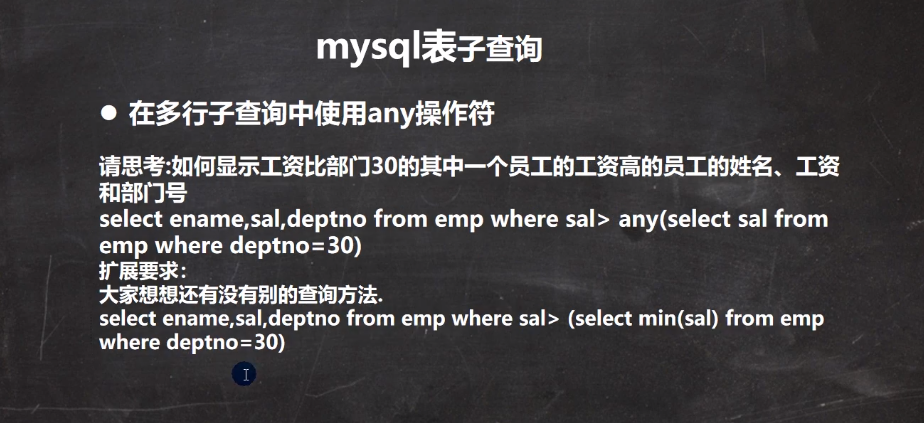 mysql表子查询
● 在多行子查询中使用any操作符
请思考:如何显示工资比部门30的其中一个员工的工资高的员工的姓名、工资
和部门号
select ename,sal,deptno from emp where sal> any(select sal from
emp where deptno=30)
扩展要求：
大家想想还有没有别的查询方法.
select ename,sal,deptno from emp where sal> (select min(sal) from emp
where deptno=30)